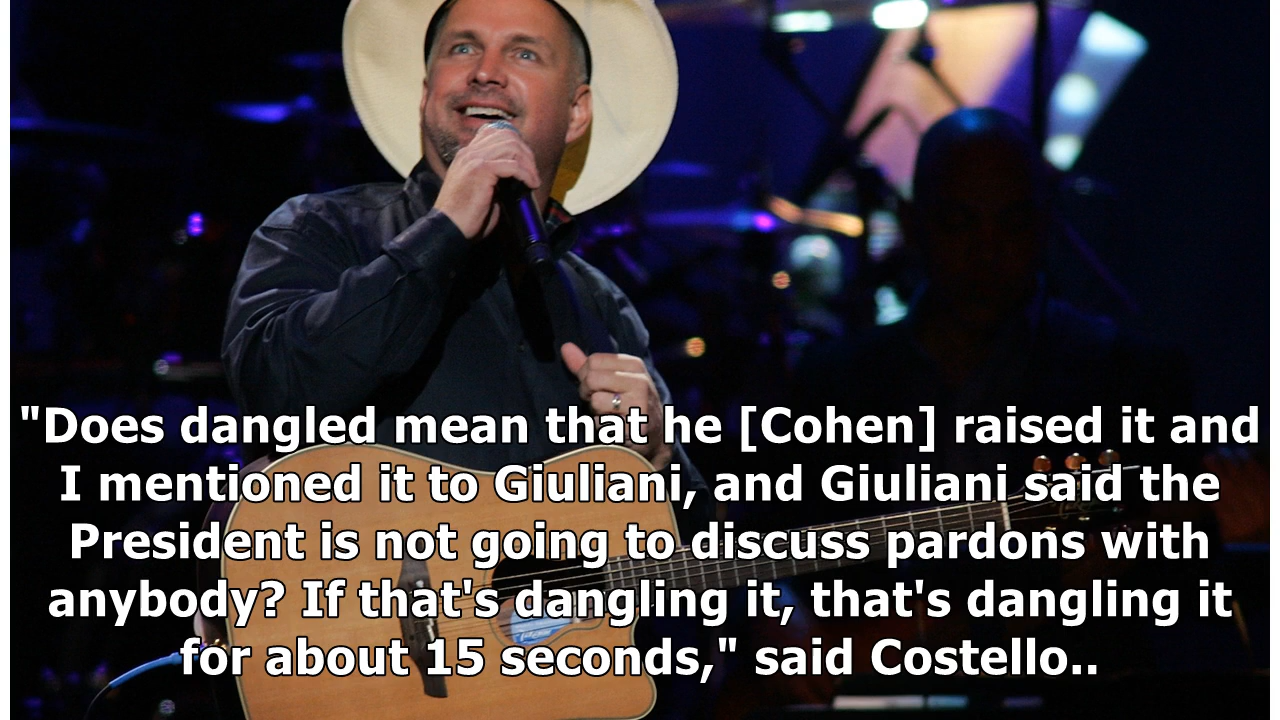 "Does dangled mean that he [Cohen] raised it and
I mentioned it to Giuliani, and Giuliani said the
President is not going to discuss pardons with
anybody? If that's dangling it, that's dangling it
for about 15 seconds," said Costello..